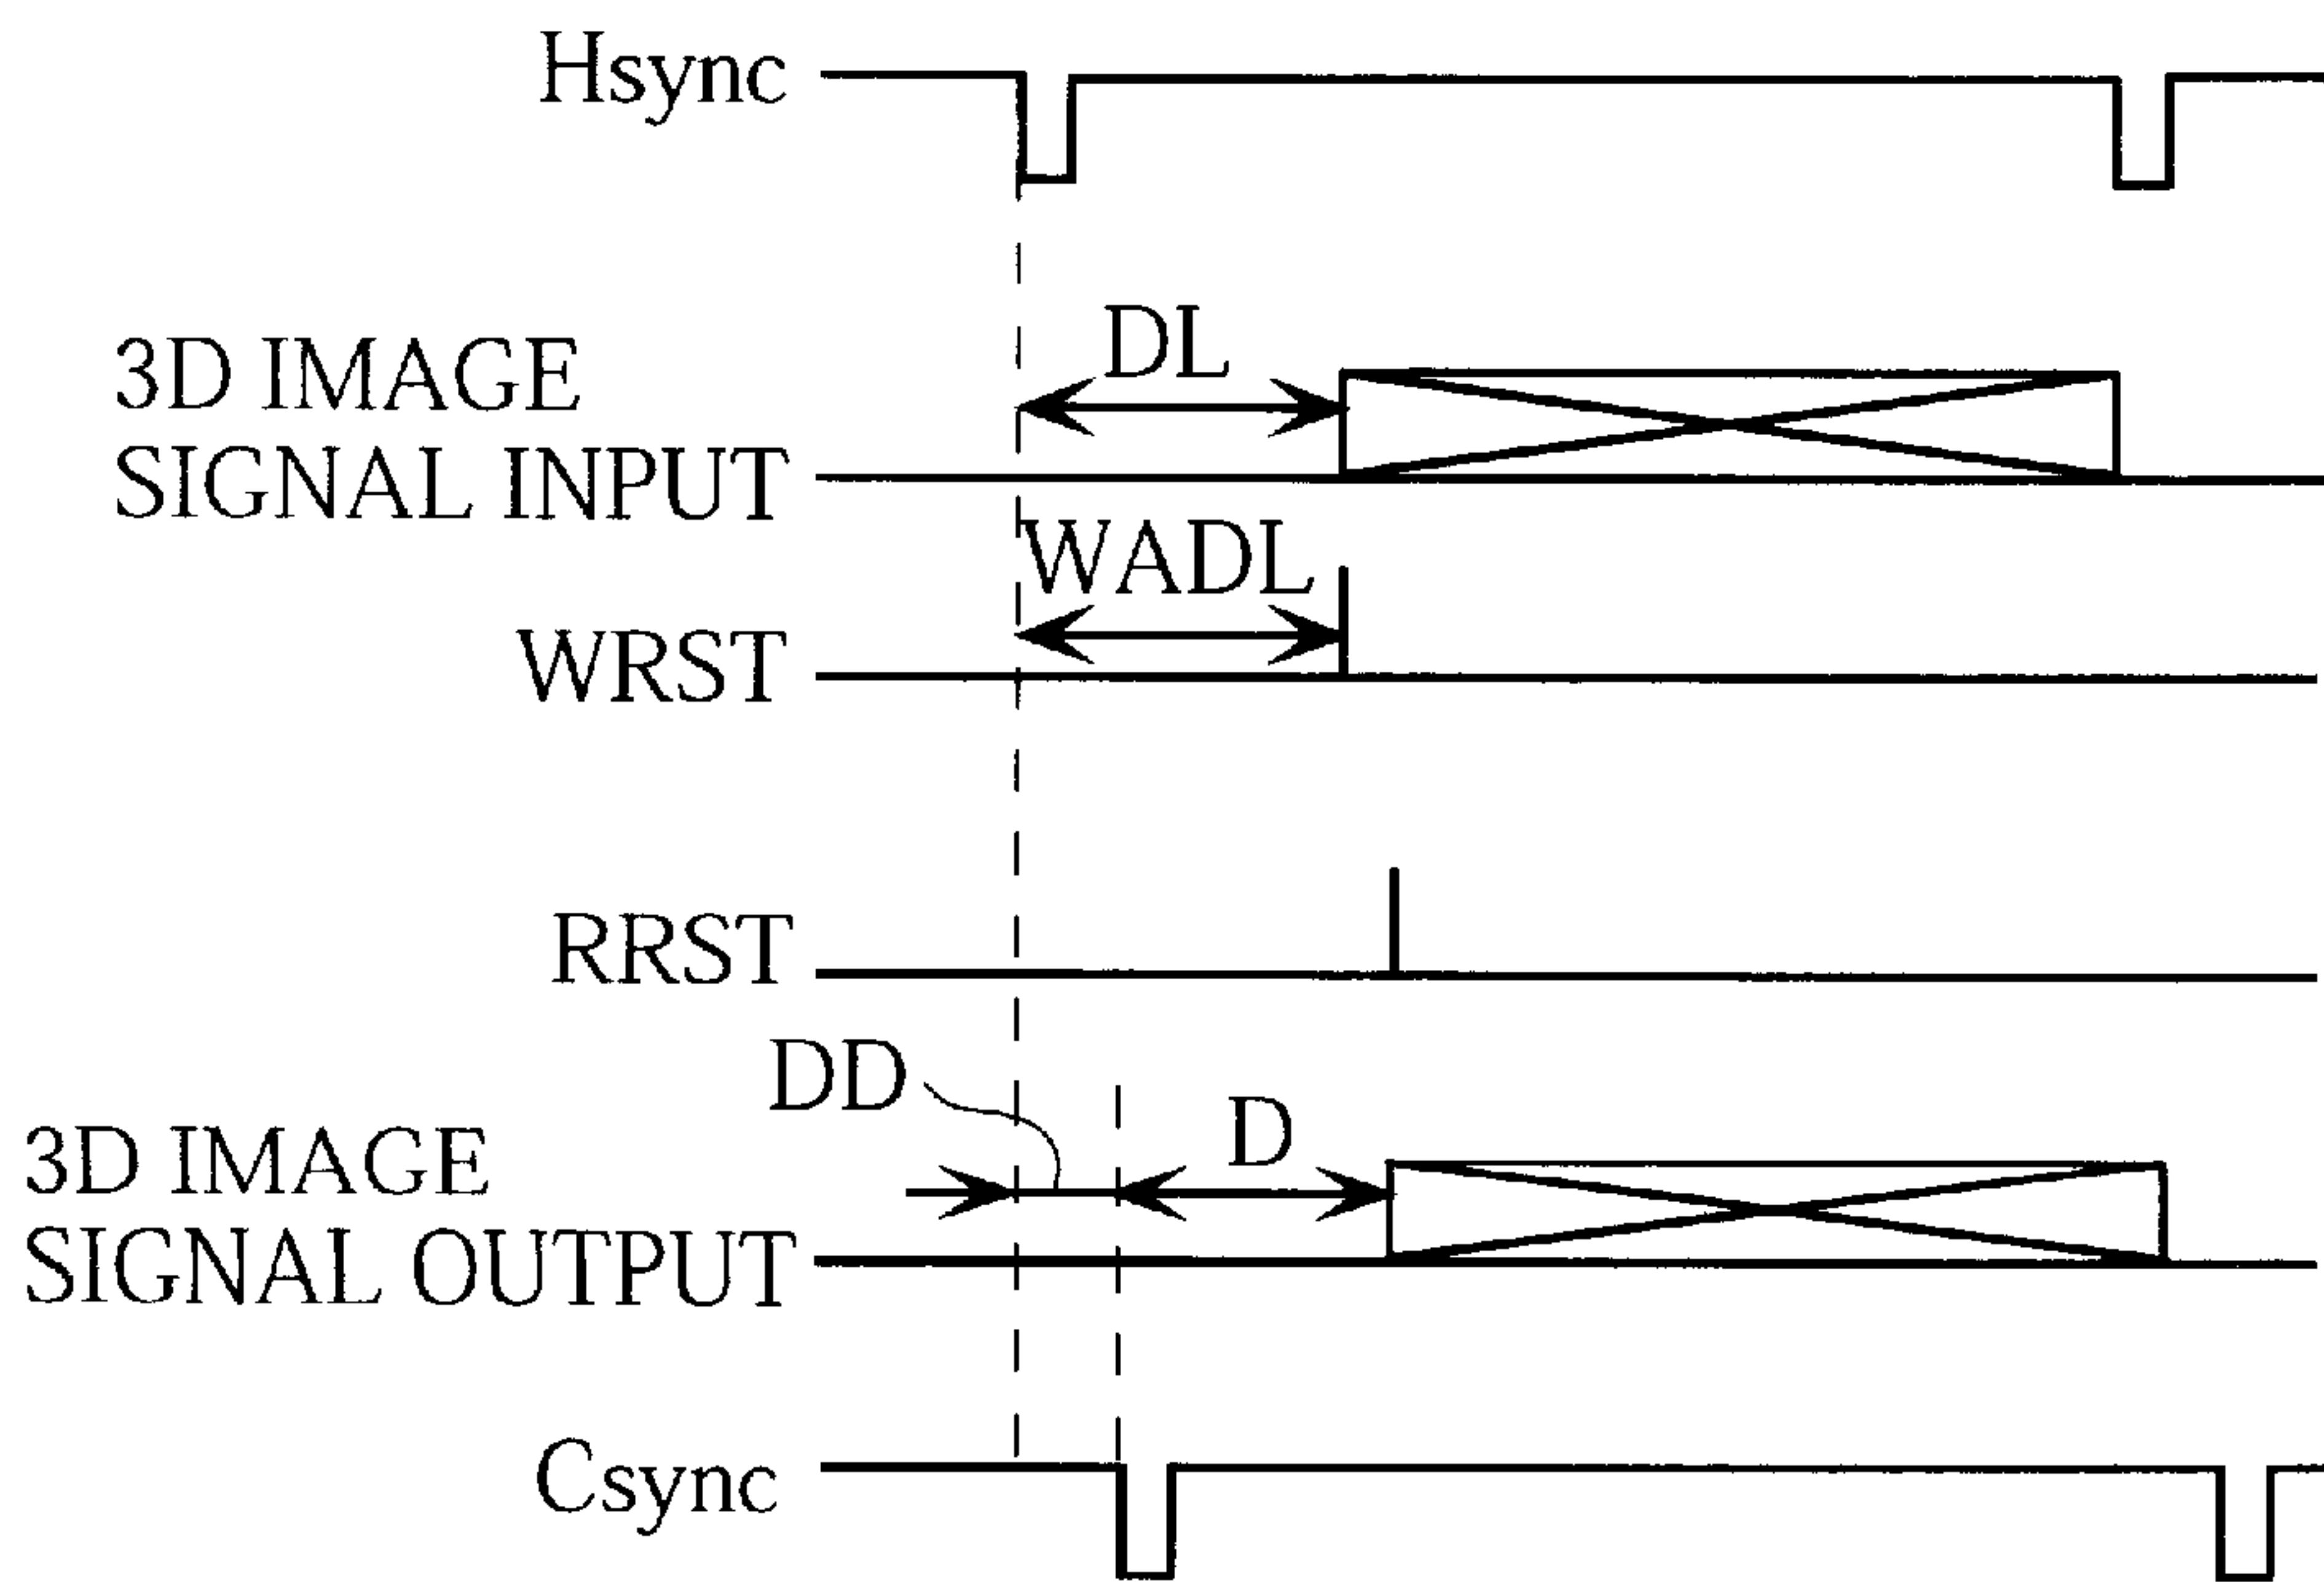 Hsync
DL
3D IMAGE
SIGNAL INPUT
WADL
WRST
RRST
DD
D
3D IMAGE
SIGNAL OUTPUT
Csync